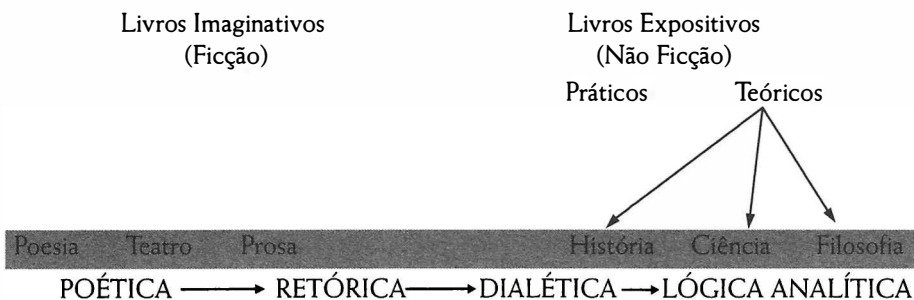 Livros Imaginativos
(Ficção)
Livros Expositivos
(Não Ficção)
Práticos Teóricos
Poesia Teatro Prosa História Ciência Filosofia
POÉTICA RETÓRICA DIALÉTICA LÓGICA ANALÍTICA